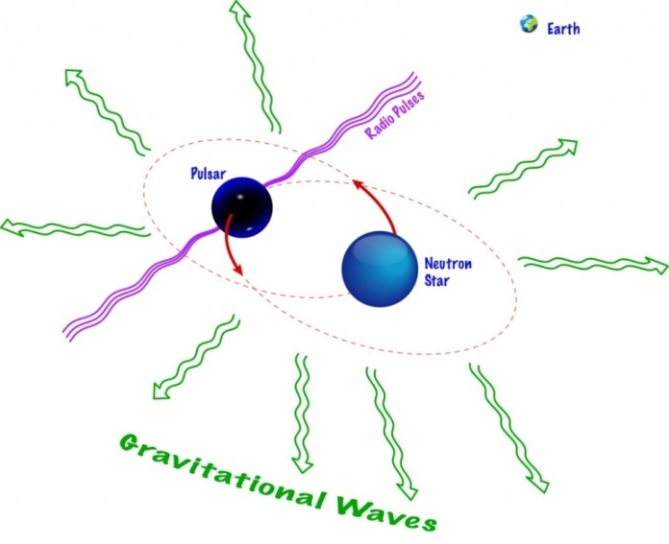 Earth
Radio Pulses
Pulsar
Neutron
Star
Gravitational Waves